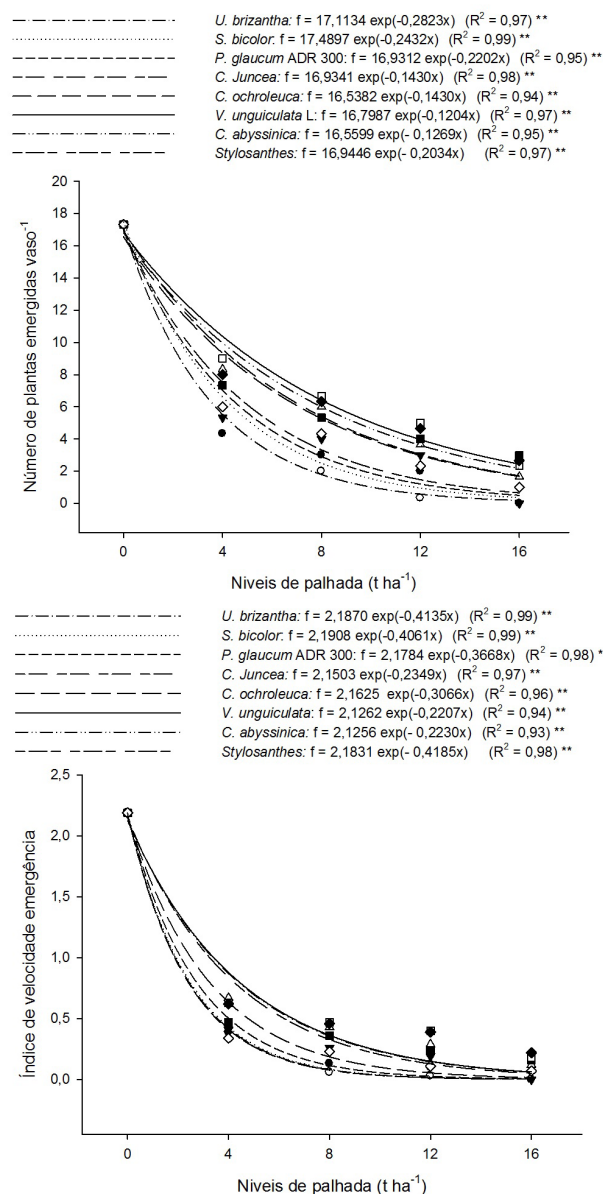 U. brizantha: f = 17,1134 exp(-0,2823x) (R² = 0,97) **
S. bicolor: f = 17,4897 exp(-0,2432x) (R² = 0,99) **
P. glaucum ADR 300: f = 16,9312 exp(-0,2202x) (R² = 0,95) **
C. Juncea: f = 16,9341 exp(-0,1430x) (R² = 0,98) **
C. ochroleuca: f = 16,5382 exp(-0,1430x) (R² = 0,94) **
V. unguiculata L: f = 16,7987 exp(-0,1204x) (R² = 0,97) **
C. abyssinica: f = 16,5599 exp(- 0,1269x) (R² = 0,95) **
Stylosanthes: f = 16,9446 exp(- 0,2034x) (R² = 0,97) **
20
18
16
14
12
10
8
6
4
2
0
Número de plantas emergidas vaso⁻¹
0 4 8 12 16
Niveis de palhada (t ha⁻¹)
U. brizantha: f = 2,1870 exp(-0,4135x) (R² = 0,99) **
S. bicolor: f = 2,1908 exp(-0,4061x) (R² = 0,99) **
P. glaucum ADR 300: f = 2,1784 exp(-0,3668x) (R² = 0,98) *
C. Juncea: f = 2,1503 exp(-0,2349x) (R² = 0,97) **
C. ochroleuca: f = 2,1625 exp(-0,3066x) (R² = 0,96) **
V. unguiculata: f = 2,1262 exp(-0,2207x) (R² = 0,94) **
C. abyssinica: f = 2,1256 exp(- 0,2230x) (R² = 0,93) **
Stylosanthes: f = 2,1831 exp(- 0,4185x) (R² = 0,98) **
2,5
2,0
1,5
1,0
0,5
0,0
Índice de velocidade emergência
0 4 8 12 16
Niveis de palhada (t ha⁻¹)